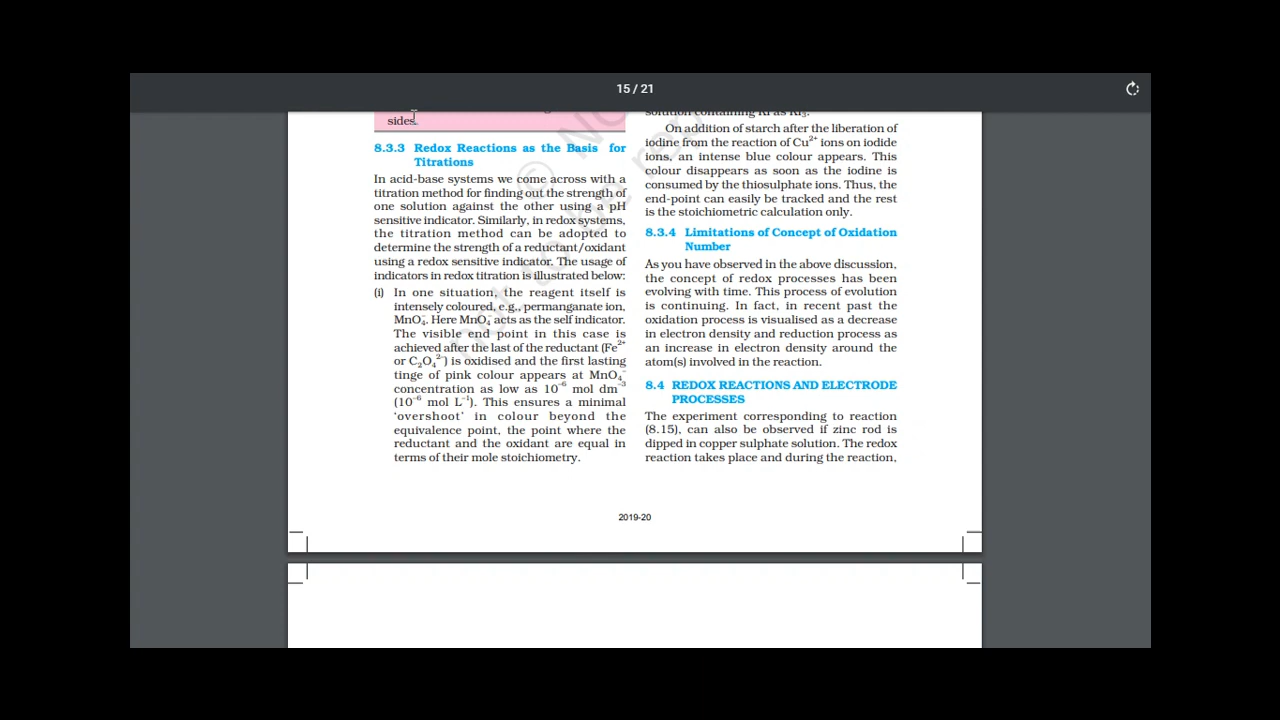 15 / 21
sides.
8.3.3 Redox Reactions as the Basis for
Titrations
In acid-base systems we come across with a
titration method for finding out the strength of
one solution against the other using a pH
sensitive indicator. Similarly, in redox systems,
the titration method can be adopted to
determine the strength of a reductant/oxidant
using a redox sensitive indicator. The usage of
indicators in redox titration is illustrated below:
(i) In one situation, the reagent itself is
intensely coloured, e.g., permanganate ion,
MnO₄⁻. Here MnO₄⁻ acts as the self indicator.
The visible end point in this case is
achieved after the last of the reductant (Fe²⁺
or C₂O₄²⁻) is oxidised and the first lasting
tinge of pink colour appears at MnO₄⁻
concentration as low as 10⁻⁶ mol dm⁻³
(10⁻⁶ mol L⁻¹). This ensures a minimal
‘overshoot’ in colour beyond the
equivalence point, the point where the
reductant and the oxidant are equal in
terms of their mole stoichiometry.
solution containing KI as KI₃.
On addition of starch after the liberation of
iodine from the reaction of Cu²⁺ ions on iodide
ions, an intense blue colour appears. This
colour disappears as soon as the iodine is
consumed by the thiosulphate ions. Thus, the
end-point can easily be tracked and the rest
is the stoichiometric calculation only.
8.3.4 Limitations of Concept of Oxidation
Number
As you have observed in the above discussion,
the concept of redox processes has been
evolving with time. This process of evolution
is continuing. In fact, in recent past the
oxidation process is visualised as a decrease
in electron density and reduction process as
an increase in electron density around the
atom(s) involved in the reaction.
8.4 REDOX REACTIONS AND ELECTRODE
PROCESSES
The experiment corresponding to reaction
(8.15), can also be observed if zinc rod is
dipped in copper sulphate solution. The redox
reaction takes place and during the reaction,
2019-20